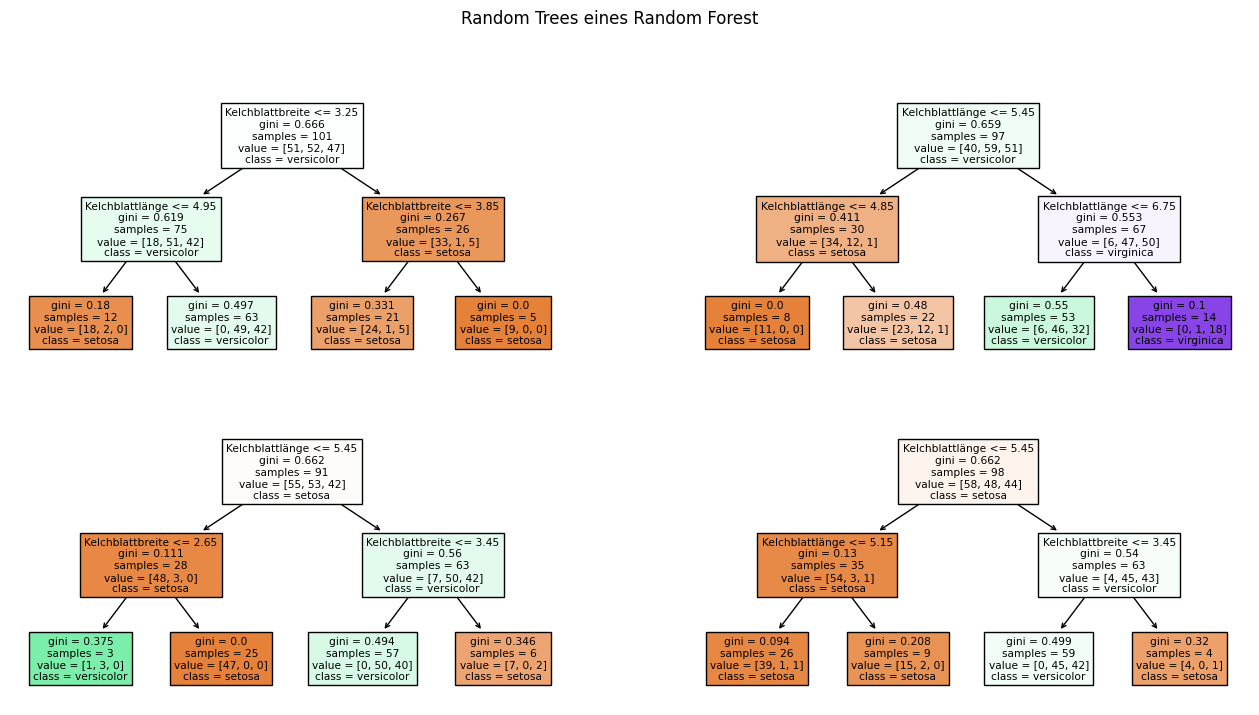 Random Trees eines Random Forest
Kelchblattbreite <= 3.25
gini = 0.666
samples = 101
value = [51, 52, 47]
class = versicolor
Kelchblattlänge <= 4.95
gini = 0.619
samples = 75
value = [18, 51, 42]
class = versicolor
Kelchblattbreite <= 3.85
gini = 0.267
samples = 26
value = [33, 1, 5]
class = setosa
gini = 0.18
samples = 12
value = [18, 2, 0]
class = setosa
gini = 0.497
samples = 63
value = [0, 49, 42]
class = versicolor
gini = 0.331
samples = 21
value = [24, 1, 5]
class = setosa
gini = 0.0
samples = 5
value = [9, 0, 0]
class = setosa
Kelchblattlänge <= 5.45
gini = 0.659
samples = 97
value = [40, 59, 51]
class = versicolor
Kelchblattlänge <= 4.85
gini = 0.411
samples = 30
value = [34, 12, 1]
class = setosa
Kelchblattlänge <= 6.75
gini = 0.553
samples = 67
value = [6, 47, 50]
class = virginica
gini = 0.0
samples = 8
value = [11, 0, 0]
class = setosa
gini = 0.48
samples = 22
value = [23, 12, 1]
class = setosa
gini = 0.55
samples = 53
value = [6, 46, 32]
class = versicolor
gini = 0.1
samples = 14
value = [0, 1, 18]
class = virginica
Kelchblattlänge <= 5.45
gini = 0.662
samples = 91
value = [55, 53, 42]
class = setosa
Kelchblattbreite <= 2.65
gini = 0.111
samples = 28
value = [48, 3, 0]
class = setosa
Kelchblattbreite <= 3.45
gini = 0.56
samples = 63
value = [7, 50, 42]
class = versicolor
gini = 0.375
samples = 3
value = [1, 3, 0]
class = versicolor
gini = 0.0
samples = 25
value = [47, 0, 0]
class = setosa
gini = 0.494
samples = 57
value = [0, 50, 40]
class = versicolor
gini = 0.346
samples = 6
value = [7, 0, 2]
class = setosa
Kelchblattlänge <= 5.45
gini = 0.662
samples = 98
value = [58, 48, 44]
class = setosa
Kelchblattlänge <= 5.15
gini = 0.13
samples = 35
value = [54, 3, 1]
class = setosa
Kelchblattbreite <= 3.45
gini = 0.54
samples = 63
value = [4, 45, 43]
class = versicolor
gini = 0.094
samples = 26
value = [39, 1, 1]
class = setosa
gini = 0.208
samples = 9
value = [15, 2, 0]
class = setosa
gini = 0.499
samples = 59
value = [0, 45, 42]
class = versicolor
gini = 0.32
samples = 4
value = [4, 0, 1]
class = setosa